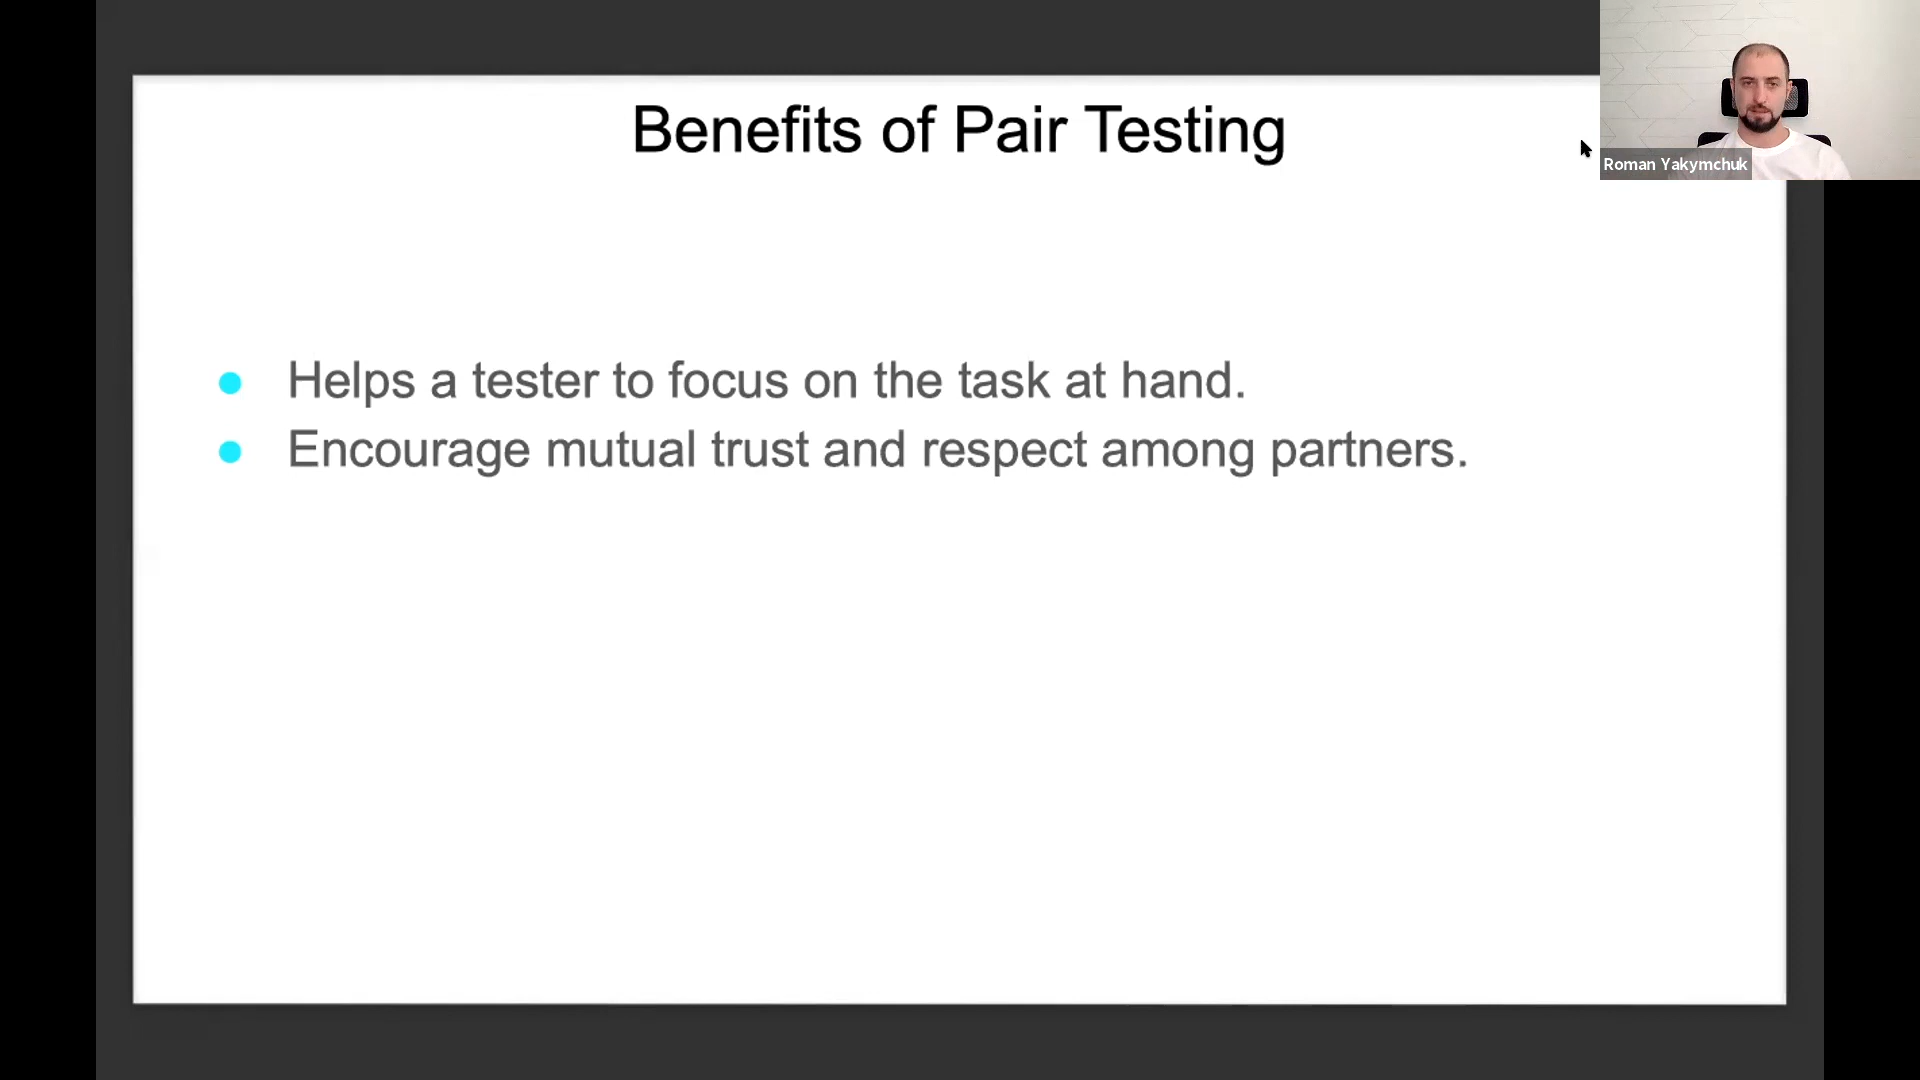 Benefits of Pair Testing
Roman Yakymchuk
Helps a tester to focus on the task at hand.
Encourage mutual trust and respect among partners.